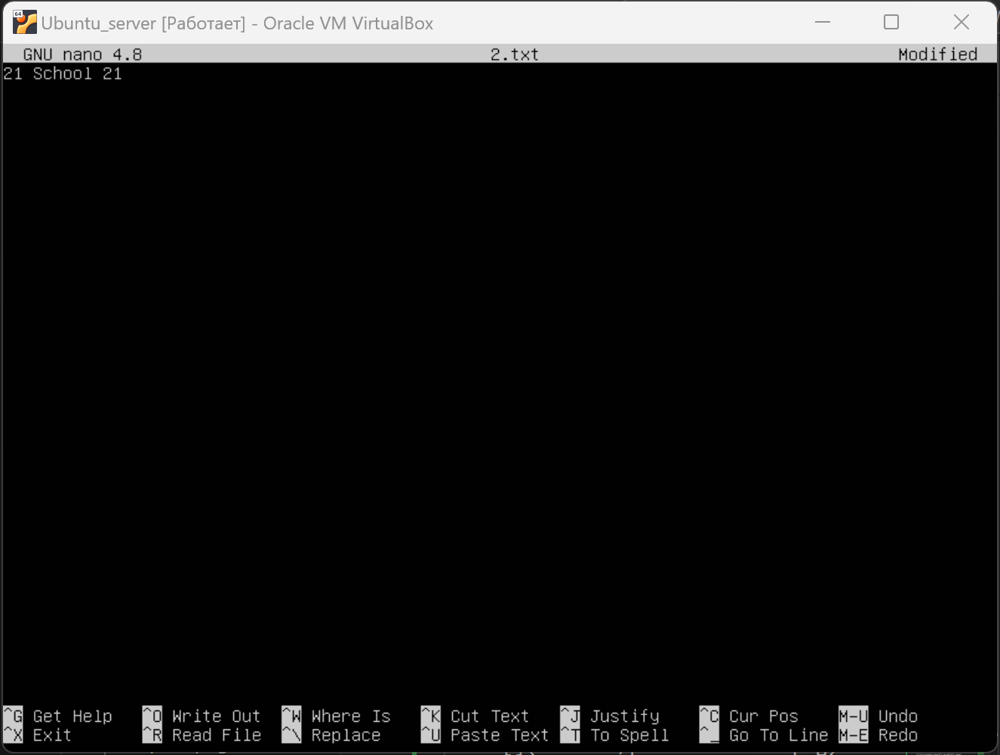 64
Ubuntu_server [Работает] - Oracle VM VirtualBox
GNU nano 4.8 2.txt Modified
21 School 21
^G Get Help ^O Write Out ^W Where Is ^K Cut Text ^J Justify ^C Cur Pos M-U Undo
^X Exit ^R Read File ^\ Replace ^U Paste Text ^T To Spell ^_ Go To Line M-E Redo